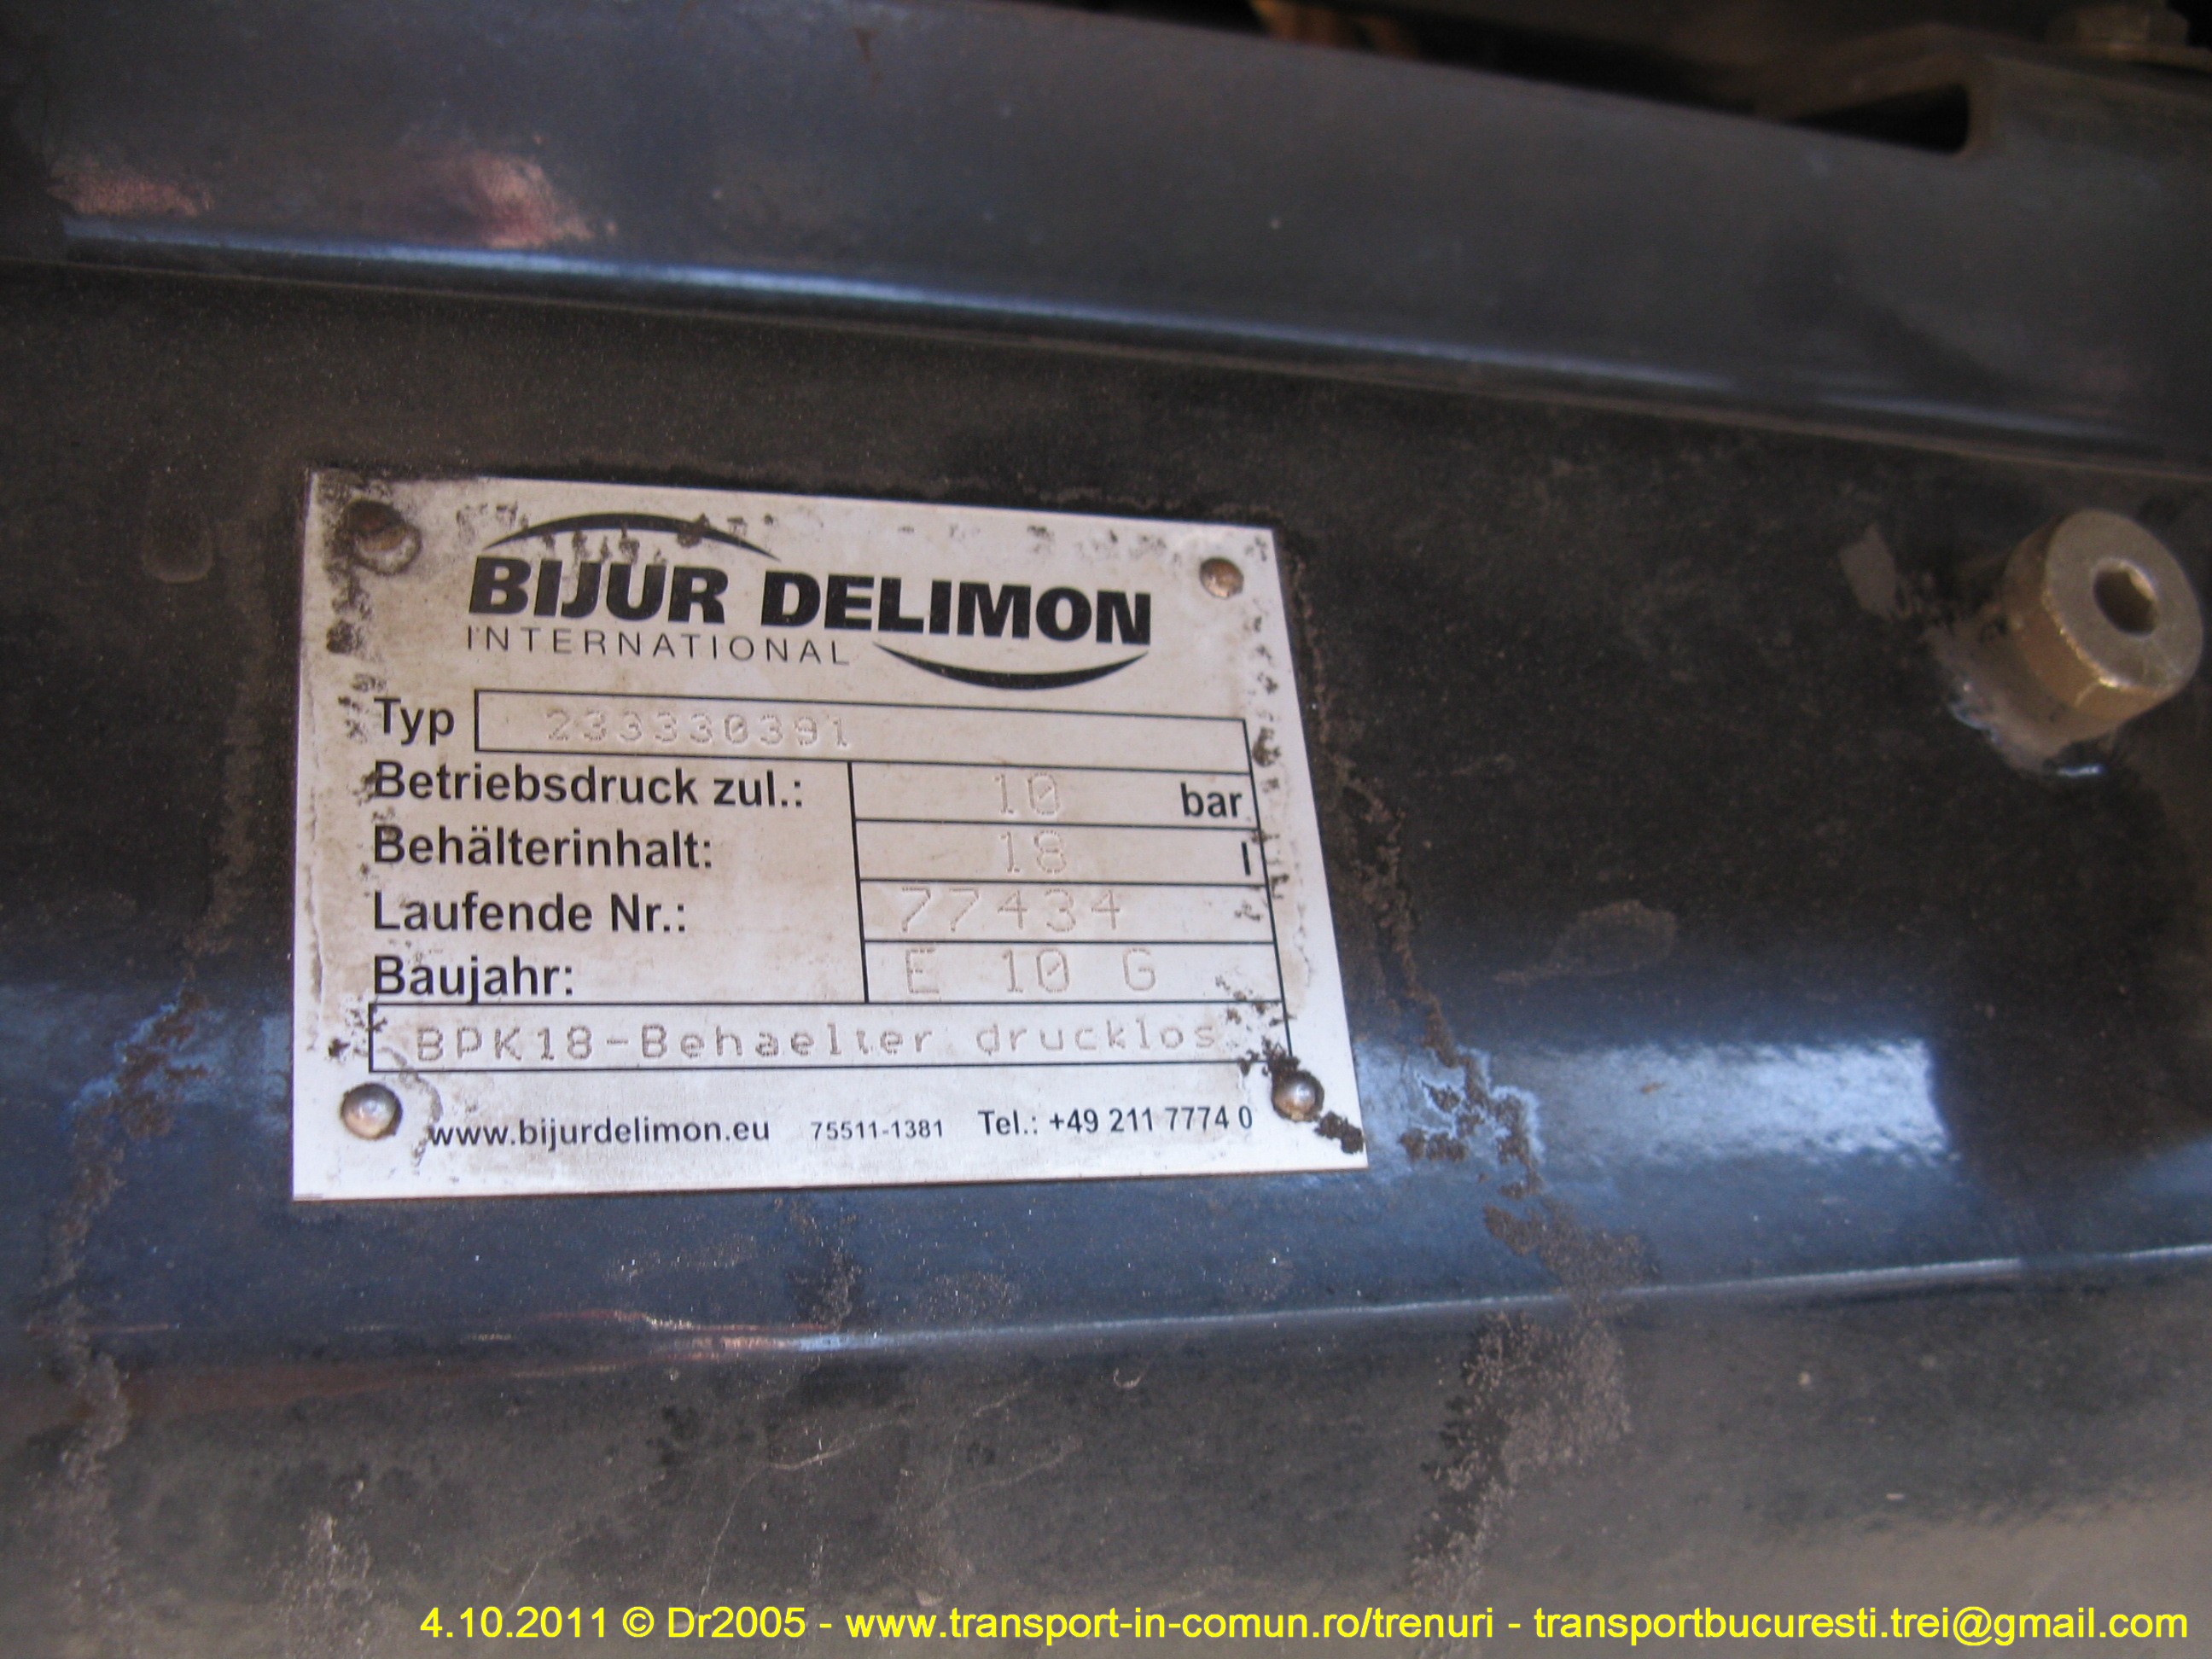 BIJUR DELIMON
INTERNATIONAL
Typ 233330391
Betriebsdruck zul.: 10 bar
Behälterinhalt: 18 l
Laufende Nr.: 77434
Baujahr: E 10 G
BPK18-Behaelter drucklos
www.bijurdelimon.eu 75511-1381 Tel.: +49 211 7774 0
4.10.2011 © Dr2005 - www.transport-in-comun.ro/trenuri - transportbucuresti.trei@gmail.com